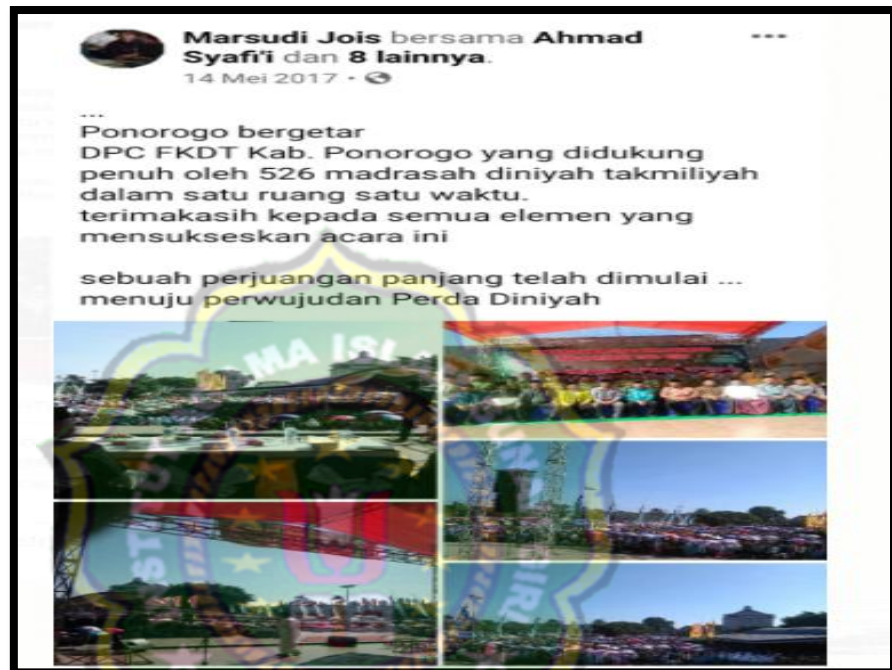 Marsudi Jois bersama Ahmad
Syafi'i dan 8 lainnya.
14 Mei 2017 •
...
Ponorogo bergetar
DPC FKDT Kab. Ponorogo yang didukung
penuh oleh 526 madrasah diniyah takmiliyah
dalam satu ruang satu waktu.
terimakasih kepada semua elemen yang
mensukseskan acara ini
sebuah perjuangan panjang telah dimulai ...
menuju perwujudan Perda Diniyah